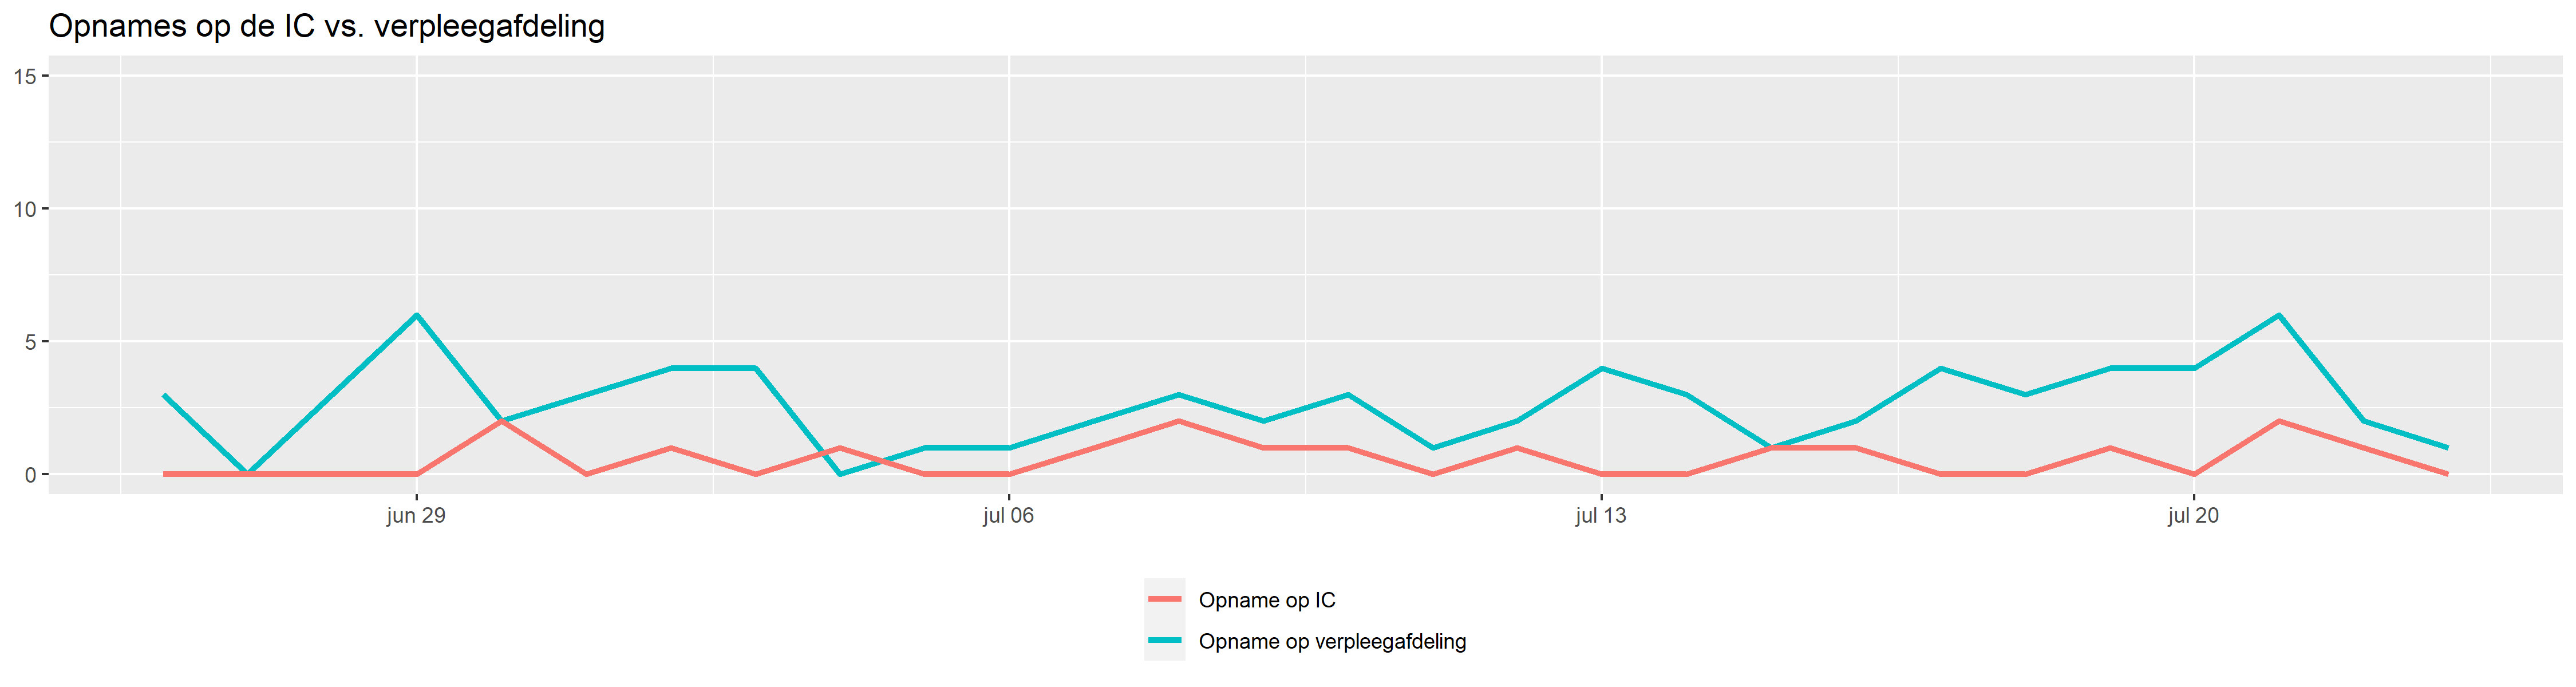 Opnames op de IC vs. verpleegafdeling
15
10
5
0
jun 29 jul 06 jul 13 jul 20
Opname op IC
Opname op verpleegafdeling